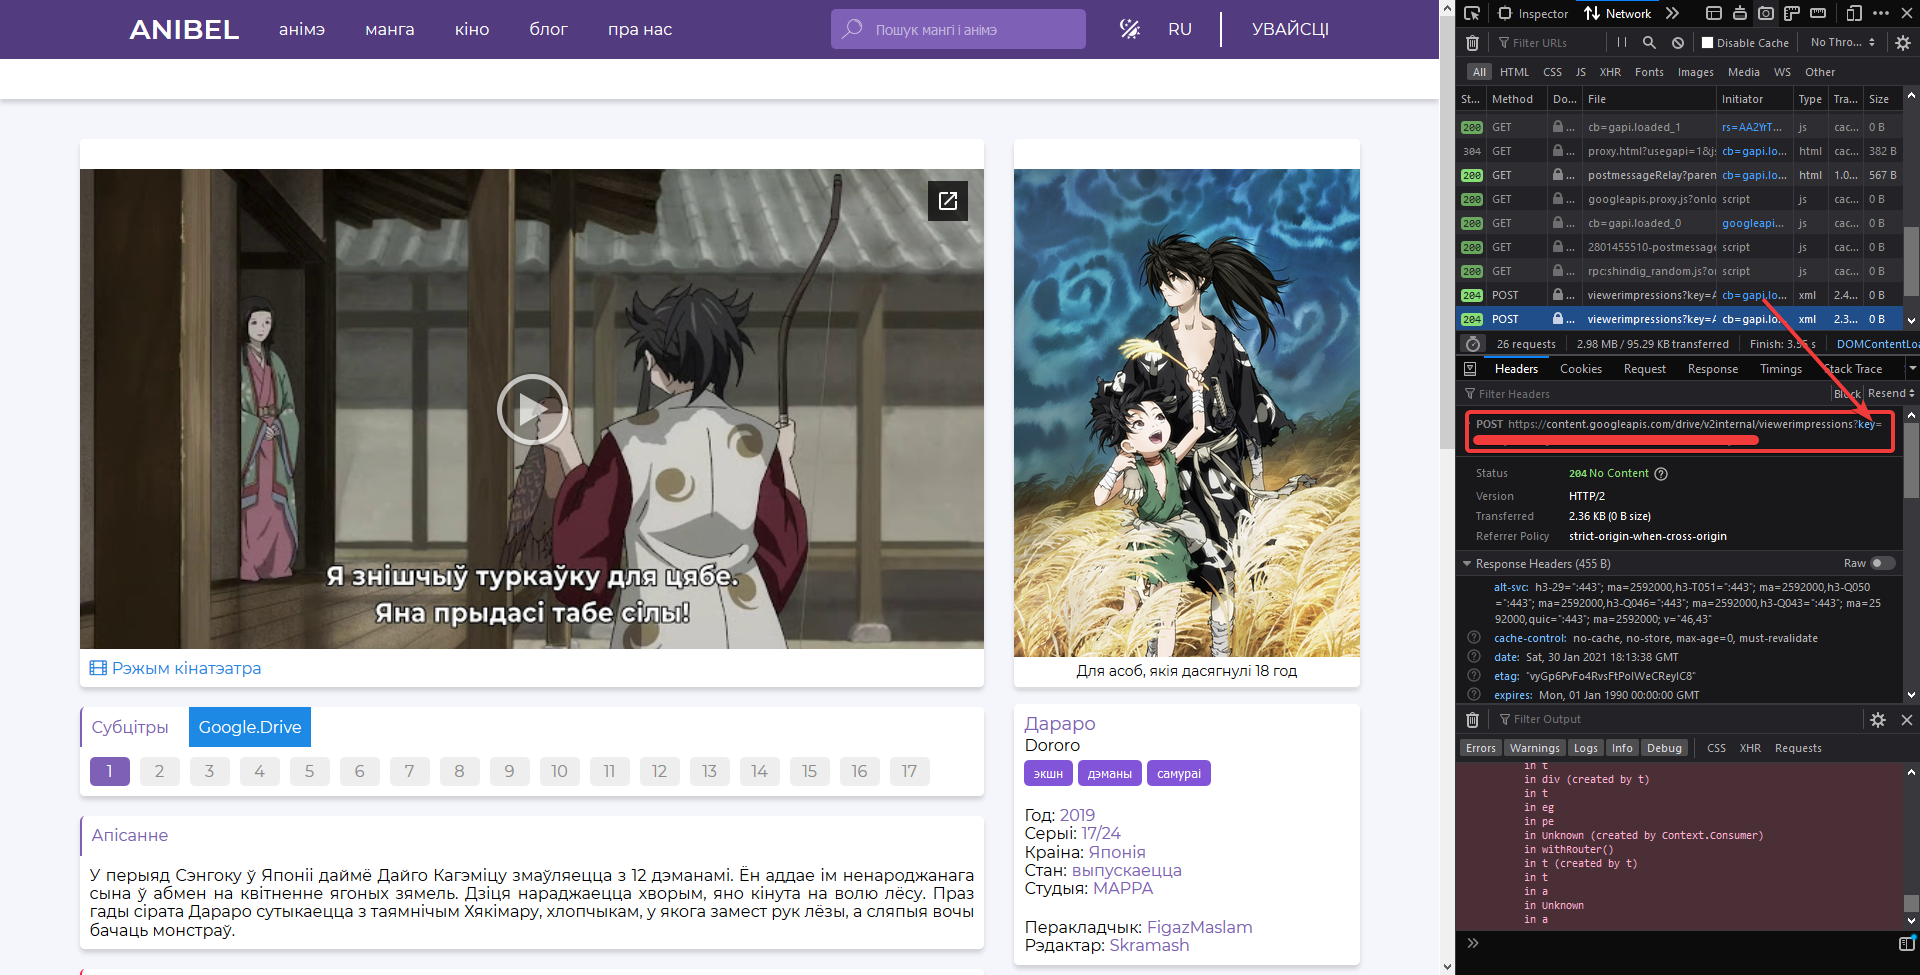 ANIBEL
анімэ
манга
кіно
блог
пра нас
Пошук мангі і анімэ
RU
УВАЙСЦІ
Я знішчыў туркаўку для цябе.
Яна прыдасі табе сілы!
Рэжым кінатэатра
Для асоб, якія дасягнулі 18 год
Субцітры
Google.Drive
1 2 3 4 5 6 7 8 9 10 11 12 13 14 15 16 17
Апісанне
У перыяд Сэнгоку ў Японіі даймё Дайго Кагэміцу змаўляецца з 12 дэманамі. Ён аддае ім ненароджанага
сына ў абмен на квітненне ягоных зямель. Дзіця нараджаецца хворым, яно кінута на волю лёсу. Праз
гады сірата Дараро сутыкаецца з таямнічым Хякімару, хлопчыкам, у якога замест рук лёзы, а сляпыя вочы
бачаць монстраў.
Дараро
Dororo
экшн
дэманы
самураі
Год: 2019
Серыі: 17/24
Краіна: Японія
Стан: выпускаецца
Студыя: MAPPA
Перакладчык: FigazMaslam
Рэдактар: Skramash
Inspector
Network
Filter URLs
Disable Cache
No Thro...
All HTML CSS JS XHR Fonts Images Media WS Other
St... Method Do... File Initiator Type Tra... Size
200 GET ... cb=gapi.loaded_1 rs=AA2YrT... js cac... 0 B
304 GET ... proxy.html?usegapi=1&js cb=gapi.lo... html cac... 382 B
200 GET ... postmessageRelay?paren cb=gapi.lo... html 1.0... 567 B
200 GET ... googleapis.proxy.js?onlo script js cac... 0 B
200 GET ... cb=gapi.loaded_0 googleapi... js cac... 0 B
200 GET ... 2801455510-postmessage script js cac... 0 B
200 GET ... rpc:shindig_random.js?o script js cac... 0 B
204 POST ... viewerimpressions?key=A cb=gapi.lo... xml 2.4... 0 B
204 POST ... viewerimpressions?key=A cb=gapi.lo... xml 2.3... 0 B
26 requests
2.98 MB / 95.29 KB transferred
Finish: 3.56 s
DOMContentLoa
Headers Cookies Request Response Timings Stack Trace
Filter Headers
Block
Resend
POST https://content.googleapis.com/drive/v2internal/viewerimpressions?key=
Status 204 No Content
Version HTTP/2
Transferred 2.36 KB (0 B size)
Referrer Policy strict-origin-when-cross-origin
Response Headers (455 B)
Raw
alt-svc: h3-29=":443"; ma=2592000,h3-T051=":443"; ma=2592000,h3-Q050
=":443"; ma=2592000,h3-Q046=":443"; ma=2592000,h3-Q043=":443"; ma=25
92000,quic=":443"; ma=2592000; v="46,43"
cache-control: no-cache, no-store, max-age=0, must-revalidate
date: Sat, 30 Jan 2021 18:13:38 GMT
etag: "vyGp6PvFo4RvsFtPoIWeCReyIC8"
expires: Mon, 01 Jan 1990 00:00:00 GMT
Filter Output
Errors Warnings Logs Info Debug CSS XHR Requests
in t
in div (created by t)
in t
in eg
in pe
in Unknown (created by Context.Consumer)
in withRouter()
in t (created by t)
in t
in a
in Unknown
in a